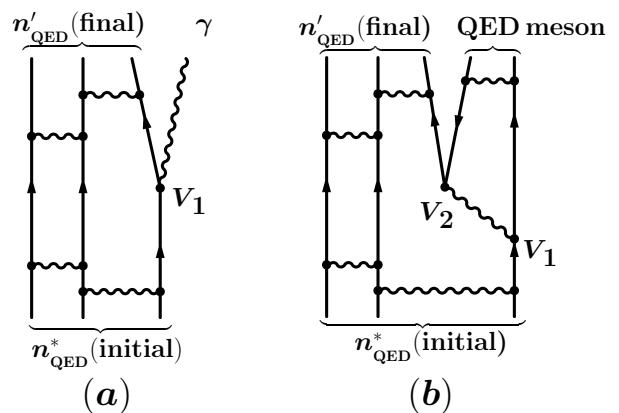 n′QED(final) γ
n′QED(final) QED meson
V1
V2
V1
n*QED(initial)
n*QED(initial)
(a) (b)